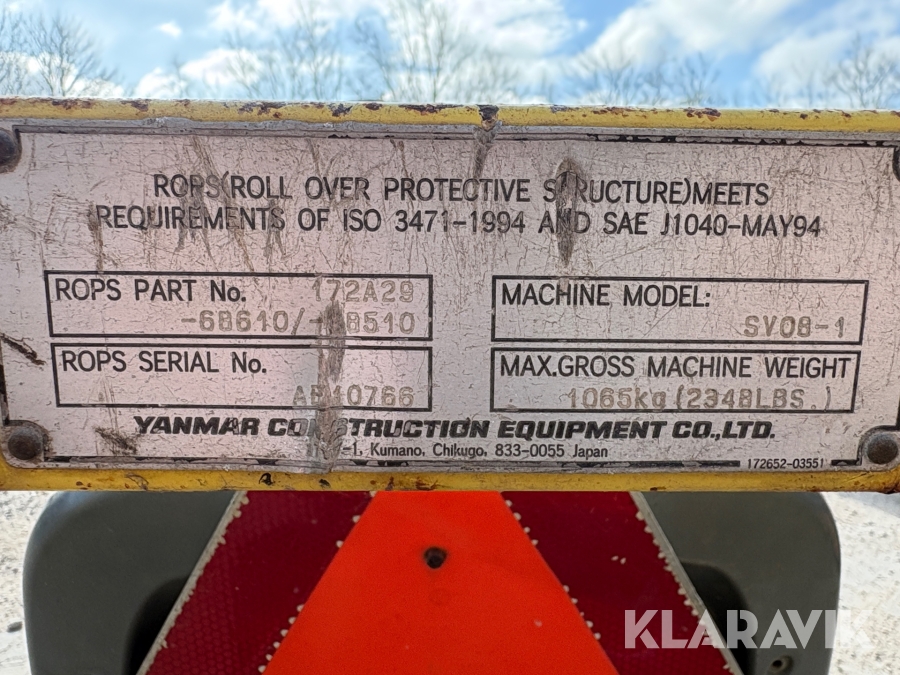 ROPS(ROLL OVER PROTECTIVE STRUCTURE)MEETS
REQUIREMENTS OF ISO 3471-1994 AND SAE J1040-MAY94
ROPS PART No. 172A29
-68610/
MACHINE MODEL:
SV08-1
ROPS SERIAL No.
MAX.GROSS MACHINE WEIGHT
1065kg (2348LBS.)
YANMAR CONSTRUCTION EQUIPMENT CO.,LTD.
Kumano, Chikugo, 833-0055 Japan
172652-03551
KLARAVIK